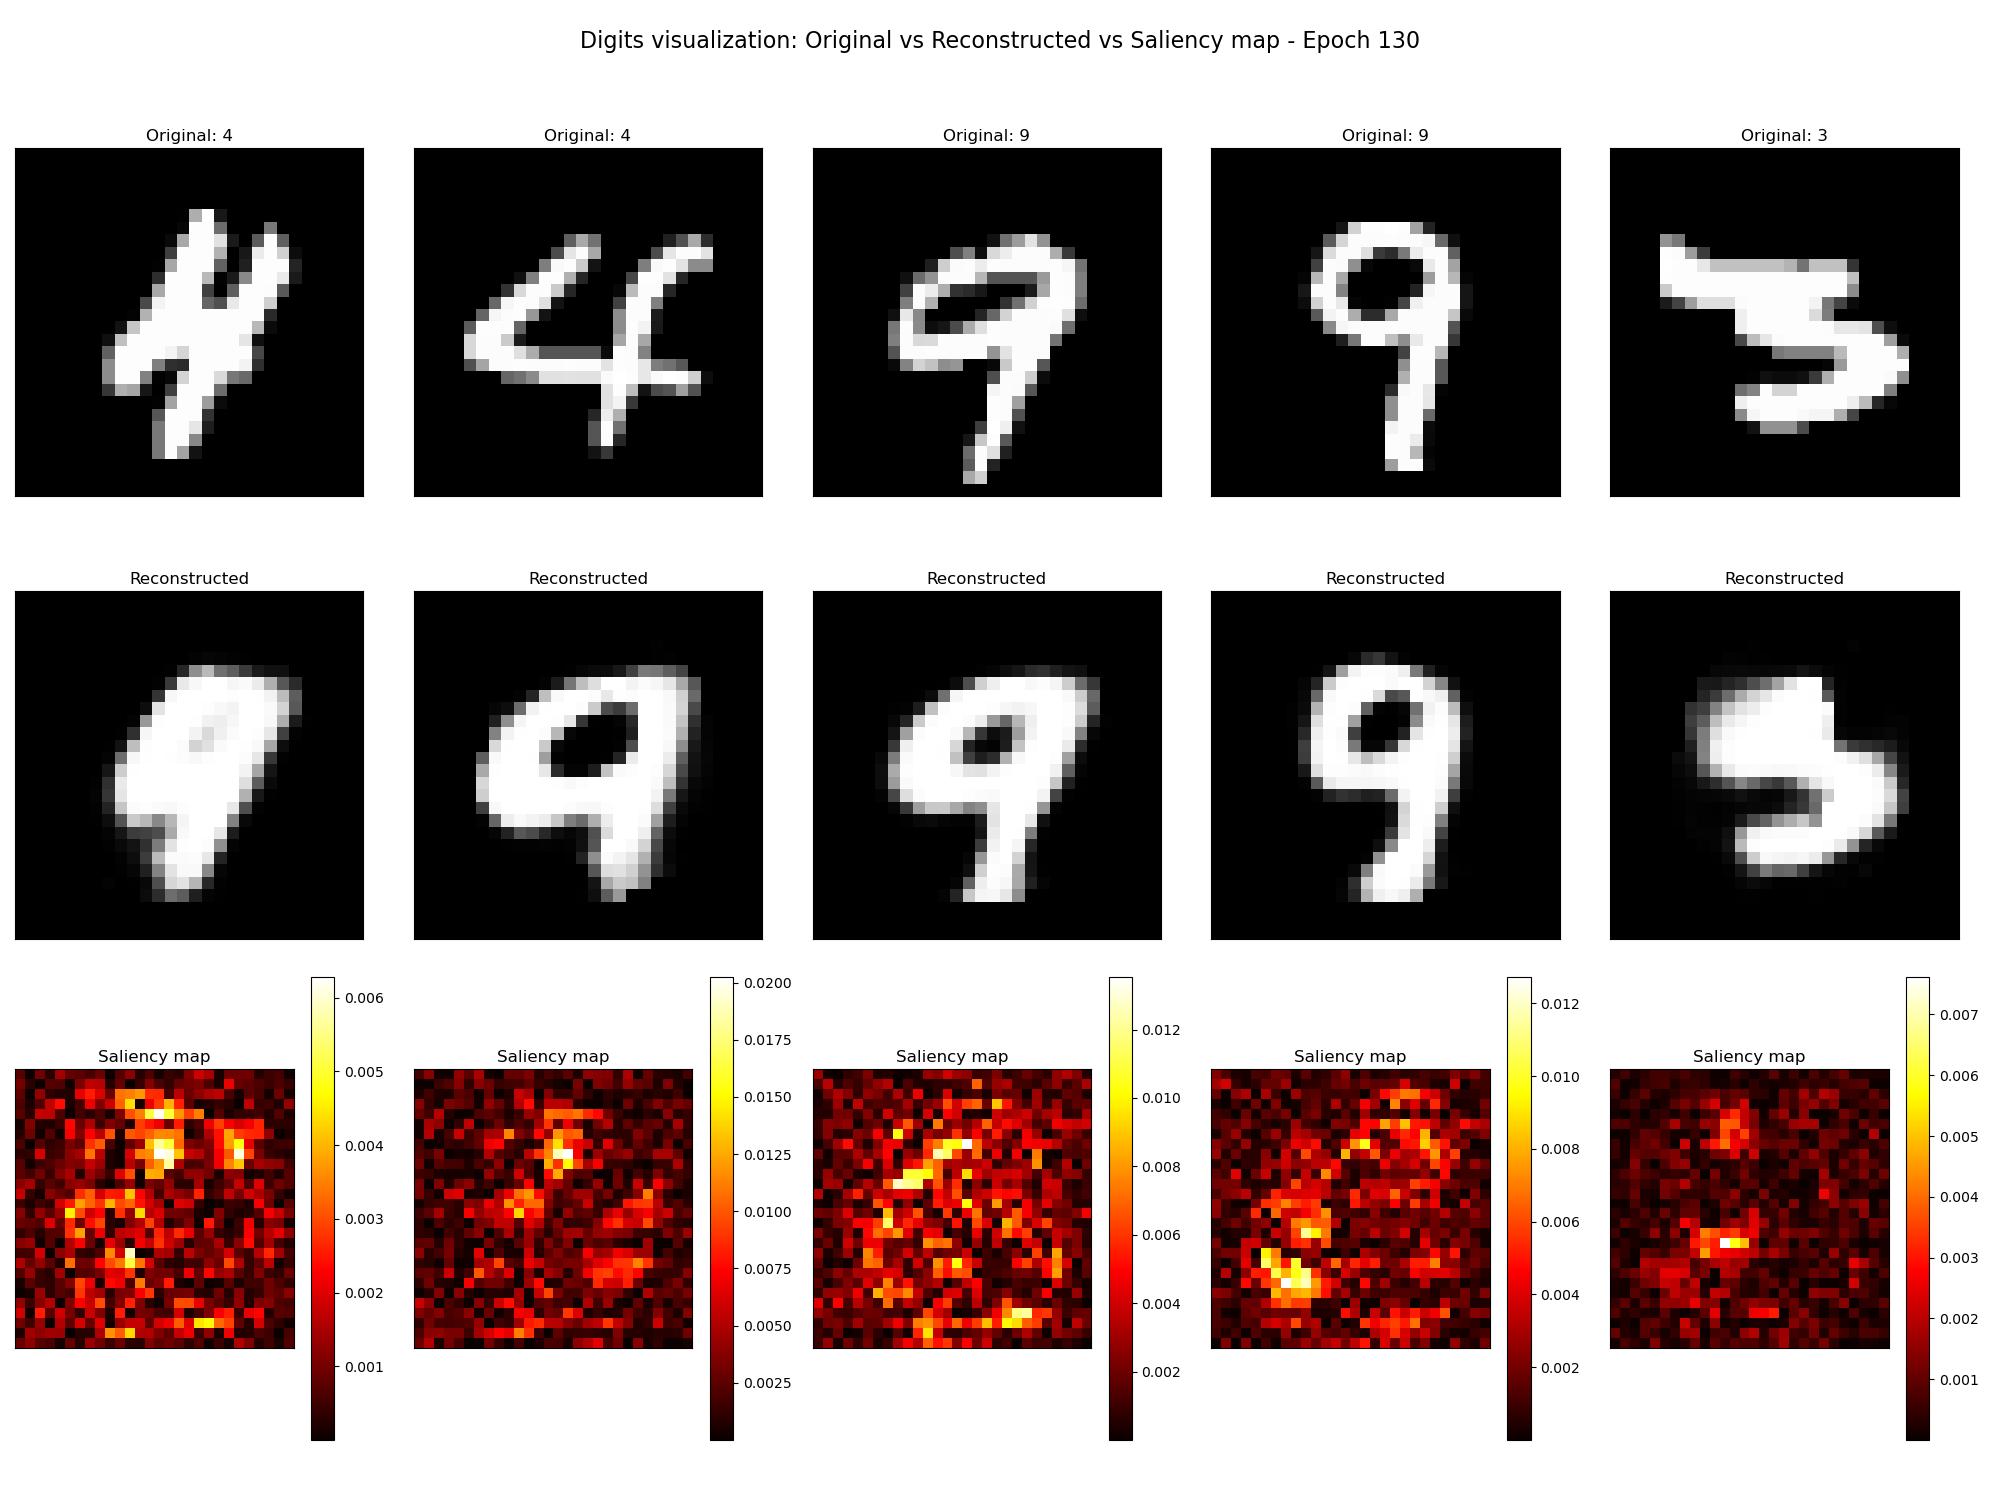 Digits visualization: Original vs Reconstructed vs Saliency map - Epoch 130
Original: 4
Original: 4
Original: 9
Original: 9
Original: 3
4
4
9
9
3
Reconstructed
Reconstructed
Reconstructed
Reconstructed
Reconstructed
Saliency map
0.006
0.005
0.004
0.003
0.002
0.001
Saliency map
0.0200
0.0175
0.0150
0.0125
0.0100
0.0075
0.0050
0.0025
Saliency map
0.012
0.010
0.008
0.006
0.004
0.002
Saliency map
0.012
0.010
0.008
0.006
0.004
0.002
Saliency map
0.007
0.006
0.005
0.004
0.003
0.002
0.001